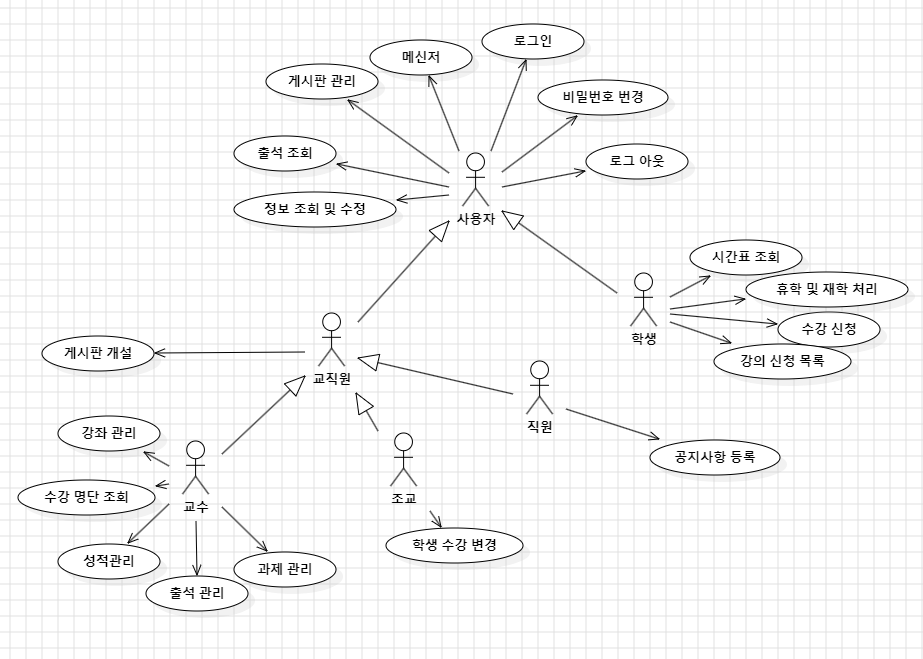 로그인
메신저
게시판 관리
비밀번호 변경
출석 조회
로그 아웃
정보 조회 및 수정
사용자
시간표 조회
휴학 및 재학 처리
학생
수강 신청
강의 신청 목록
게시판 개설
교직원
직원
강좌 관리
공지사항 등록
수강 명단 조회
조교
교수
학생 수강 변경
성적관리
과제 관리
출석 관리